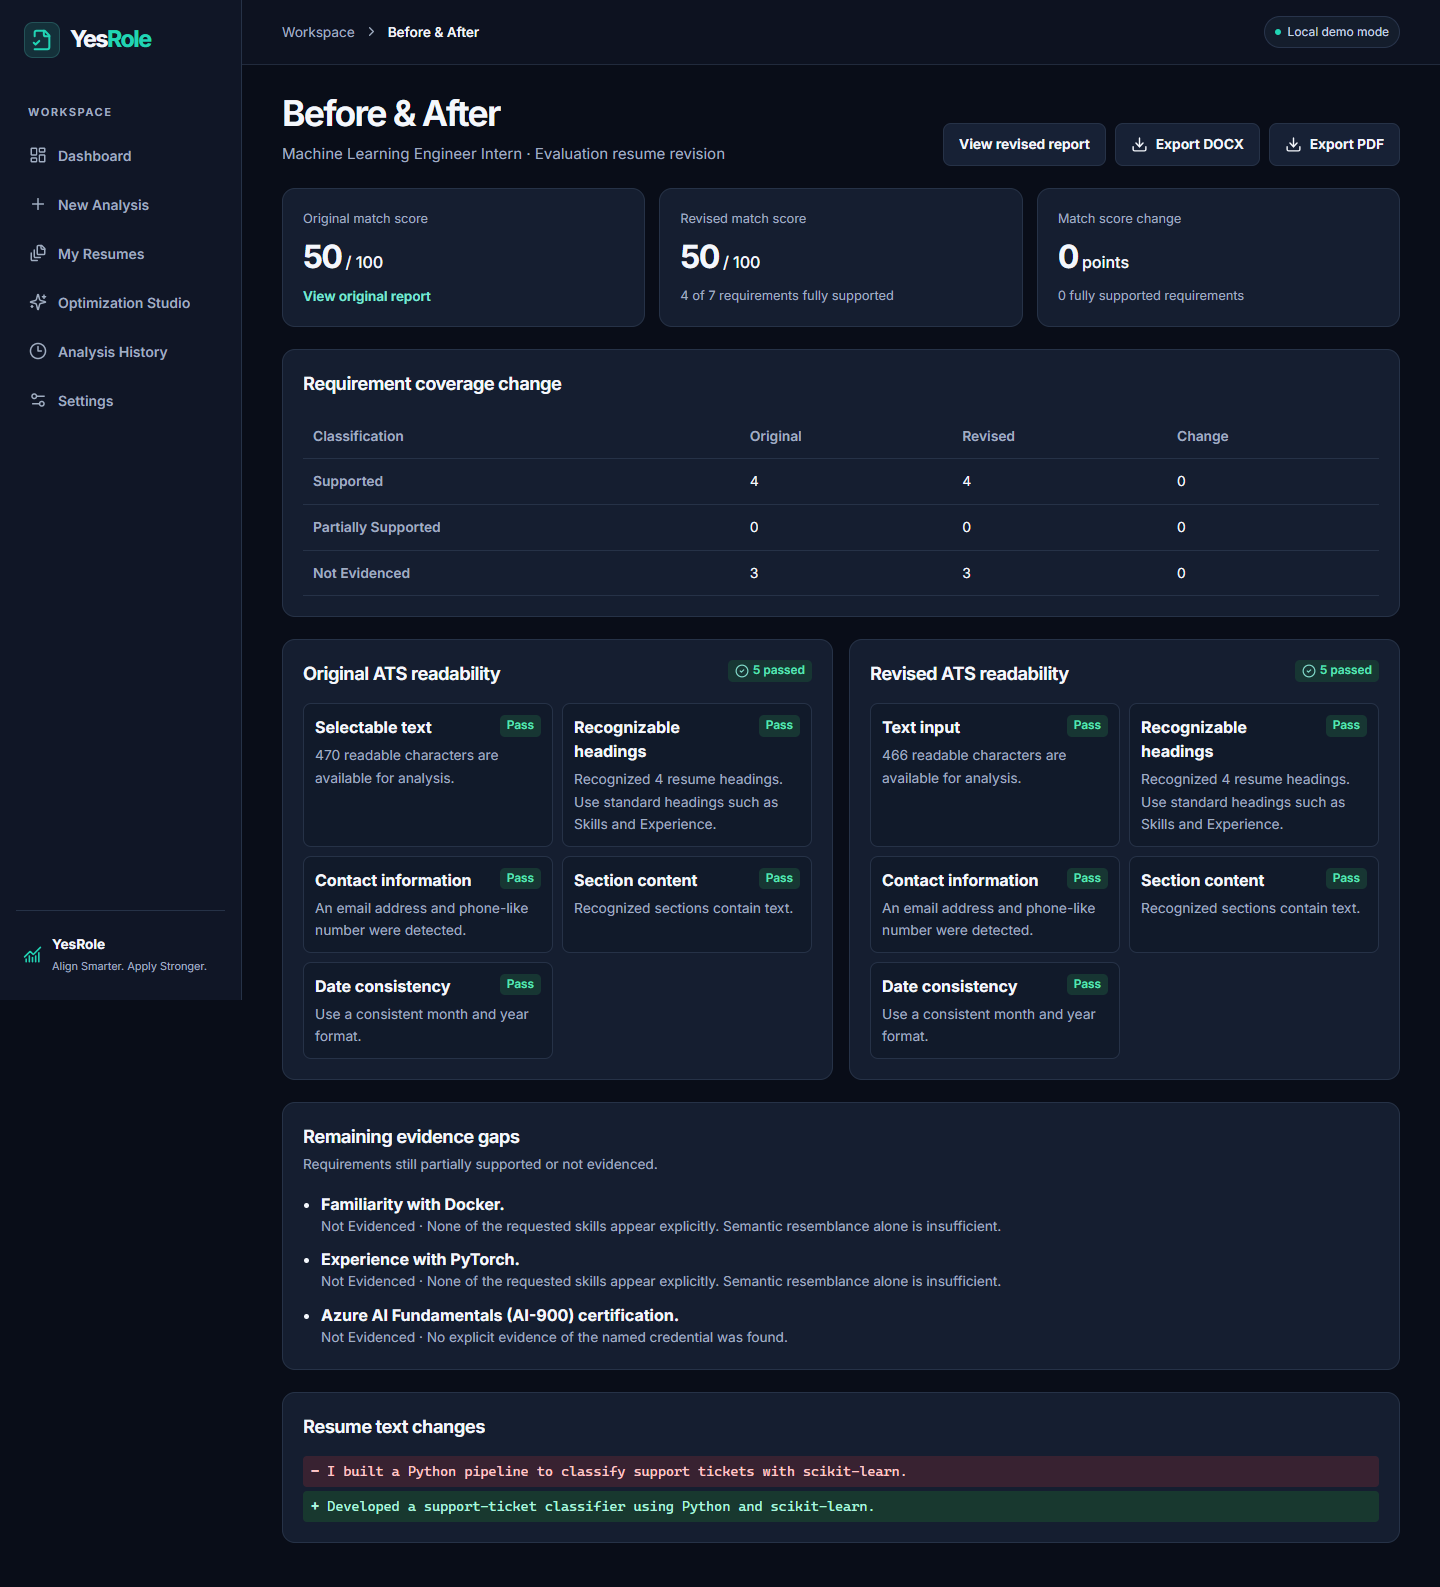 YesRole
WORKSPACE
Dashboard
New Analysis
My Resumes
Optimization Studio
Analysis History
Settings
YesRole
Align Smarter. Apply Stronger.
Workspace > Before & After
Local demo mode
Before & After
Machine Learning Engineer Intern · Evaluation resume revision
View revised report
Export DOCX
Export PDF
Original match score
50 / 100
View original report
Revised match score
50 / 100
4 of 7 requirements fully supported
Match score change
0 points
0 fully supported requirements
Requirement coverage change
Classification Original Revised Change
Supported 4 4 0
Partially Supported 0 0 0
Not Evidenced 3 3 0
Original ATS readability
5 passed
Selectable text
Pass
470 readable characters are
available for analysis.
Recognizable
headings
Pass
Recognized 4 resume headings.
Use standard headings such as
Skills and Experience.
Contact information
Pass
An email address and phone-like
number were detected.
Section content
Pass
Recognized sections contain text.
Date consistency
Pass
Use a consistent month and year
format.
Revised ATS readability
5 passed
Text input
Pass
466 readable characters are
available for analysis.
Recognizable
headings
Pass
Recognized 4 resume headings.
Use standard headings such as
Skills and Experience.
Contact information
Pass
An email address and phone-like
number were detected.
Section content
Pass
Recognized sections contain text.
Date consistency
Pass
Use a consistent month and year
format.
Remaining evidence gaps
Requirements still partially supported or not evidenced.
• Familiarity with Docker.
Not Evidenced · None of the requested skills appear explicitly. Semantic resemblance alone is insufficient.
• Experience with PyTorch.
Not Evidenced · None of the requested skills appear explicitly. Semantic resemblance alone is insufficient.
• Azure AI Fundamentals (AI-900) certification.
Not Evidenced · No explicit evidence of the named credential was found.
Resume text changes
− I built a Python pipeline to classify support tickets with scikit-learn.
+ Developed a support-ticket classifier using Python and scikit-learn.